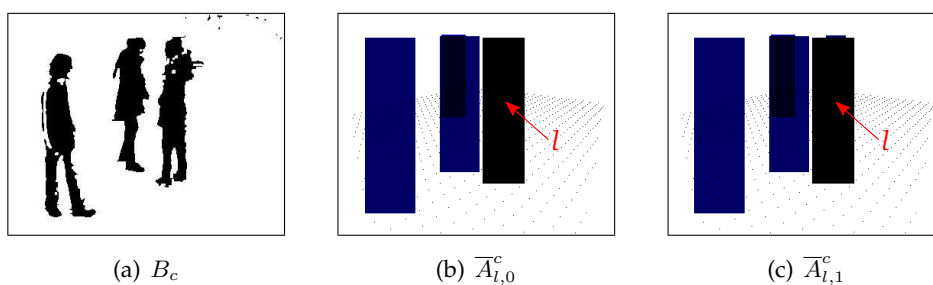 l
l
(a) B_c
(b) \overline{A}^c_{l,0}
(c) \overline{A}^c_{l,1}